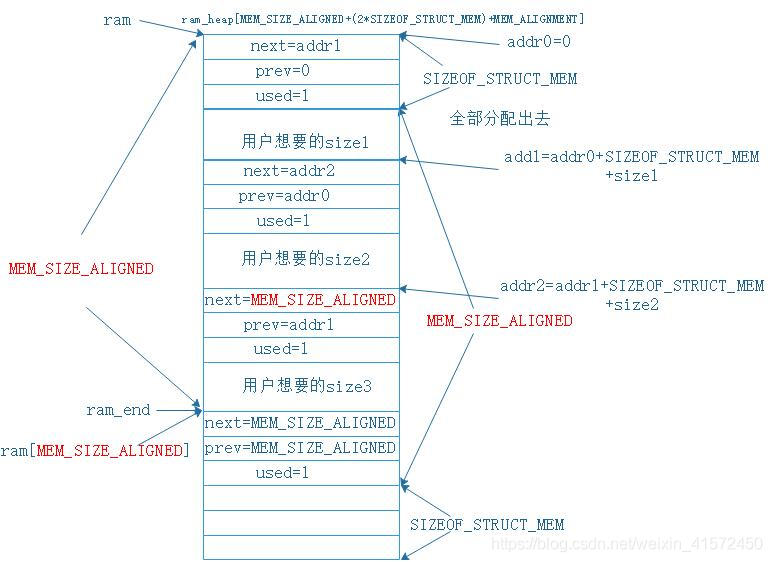 ram
ram_heap[MEM_SIZE_ALIGNED+(2*SIZEOF_STRUCT_MEM)+MEM_ALIGNMENT]
next=addr1
addr0=0
prev=0
SIZEOF_STRUCT_MEM
used=1
全部分配出去
用户想要的size1
add1=addr0+SIZEOF_STRUCT_MEM
+size1
next=addr2
prev=addr0
used=1
用户想要的size2
MEM_SIZE_ALIGNED
addr2=addr1+SIZEOF_STRUCT_MEM
+size2
next=MEM_SIZE_ALIGNED
prev=addr1
MEM_SIZE_ALIGNED
used=1
用户想要的size3
ram_end
next=MEM_SIZE_ALIGNED
ram[MEM_SIZE_ALIGNED]
prev=MEM_SIZE_ALIGNED
used=1
SIZEOF_STRUCT_MEM
https://blog.csdn.net/weixin_41572450